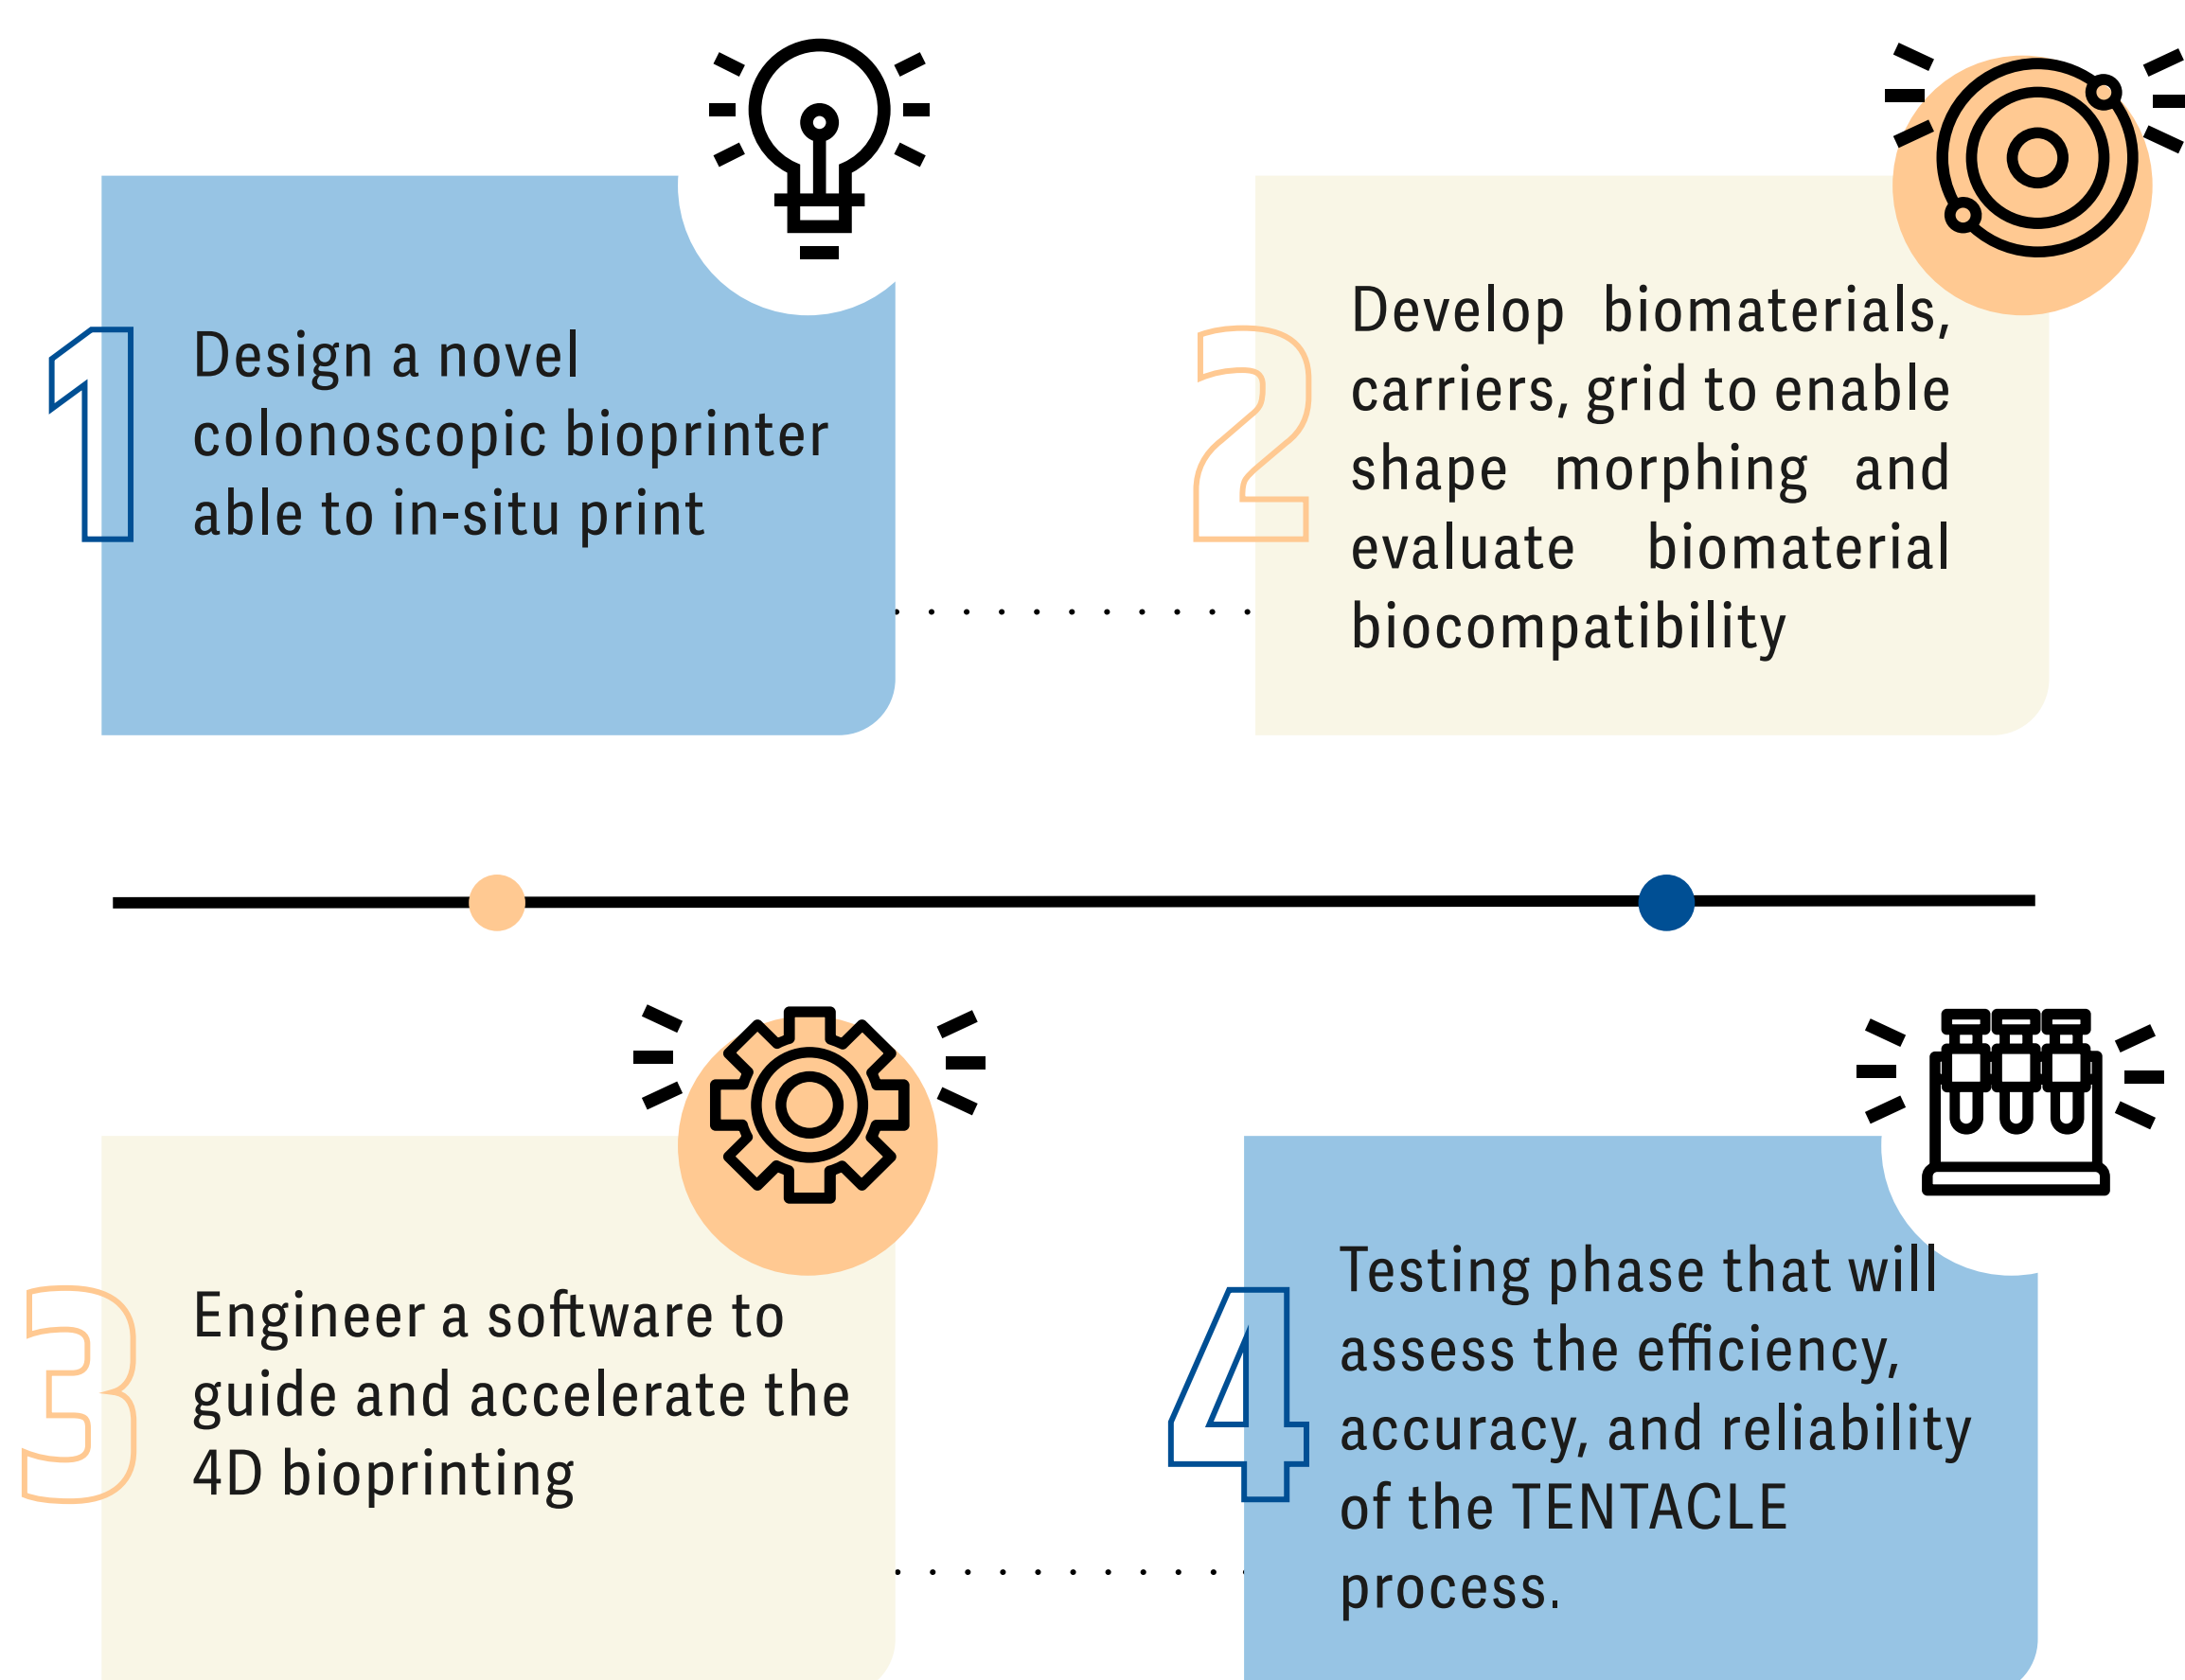 1
Design a novel
colonoscopic bioprinter
able to in-situ print
2
Develop biomaterials,
carriers, grid to enable
shape morphing and
evaluate biomaterial
biocompatibility
3
Engineer a software to
guide and accelerate the
4D bioprinting
4
Testing phase that will
assess the efficiency,
accuracy, and reliability
of the TENTACLE
process.